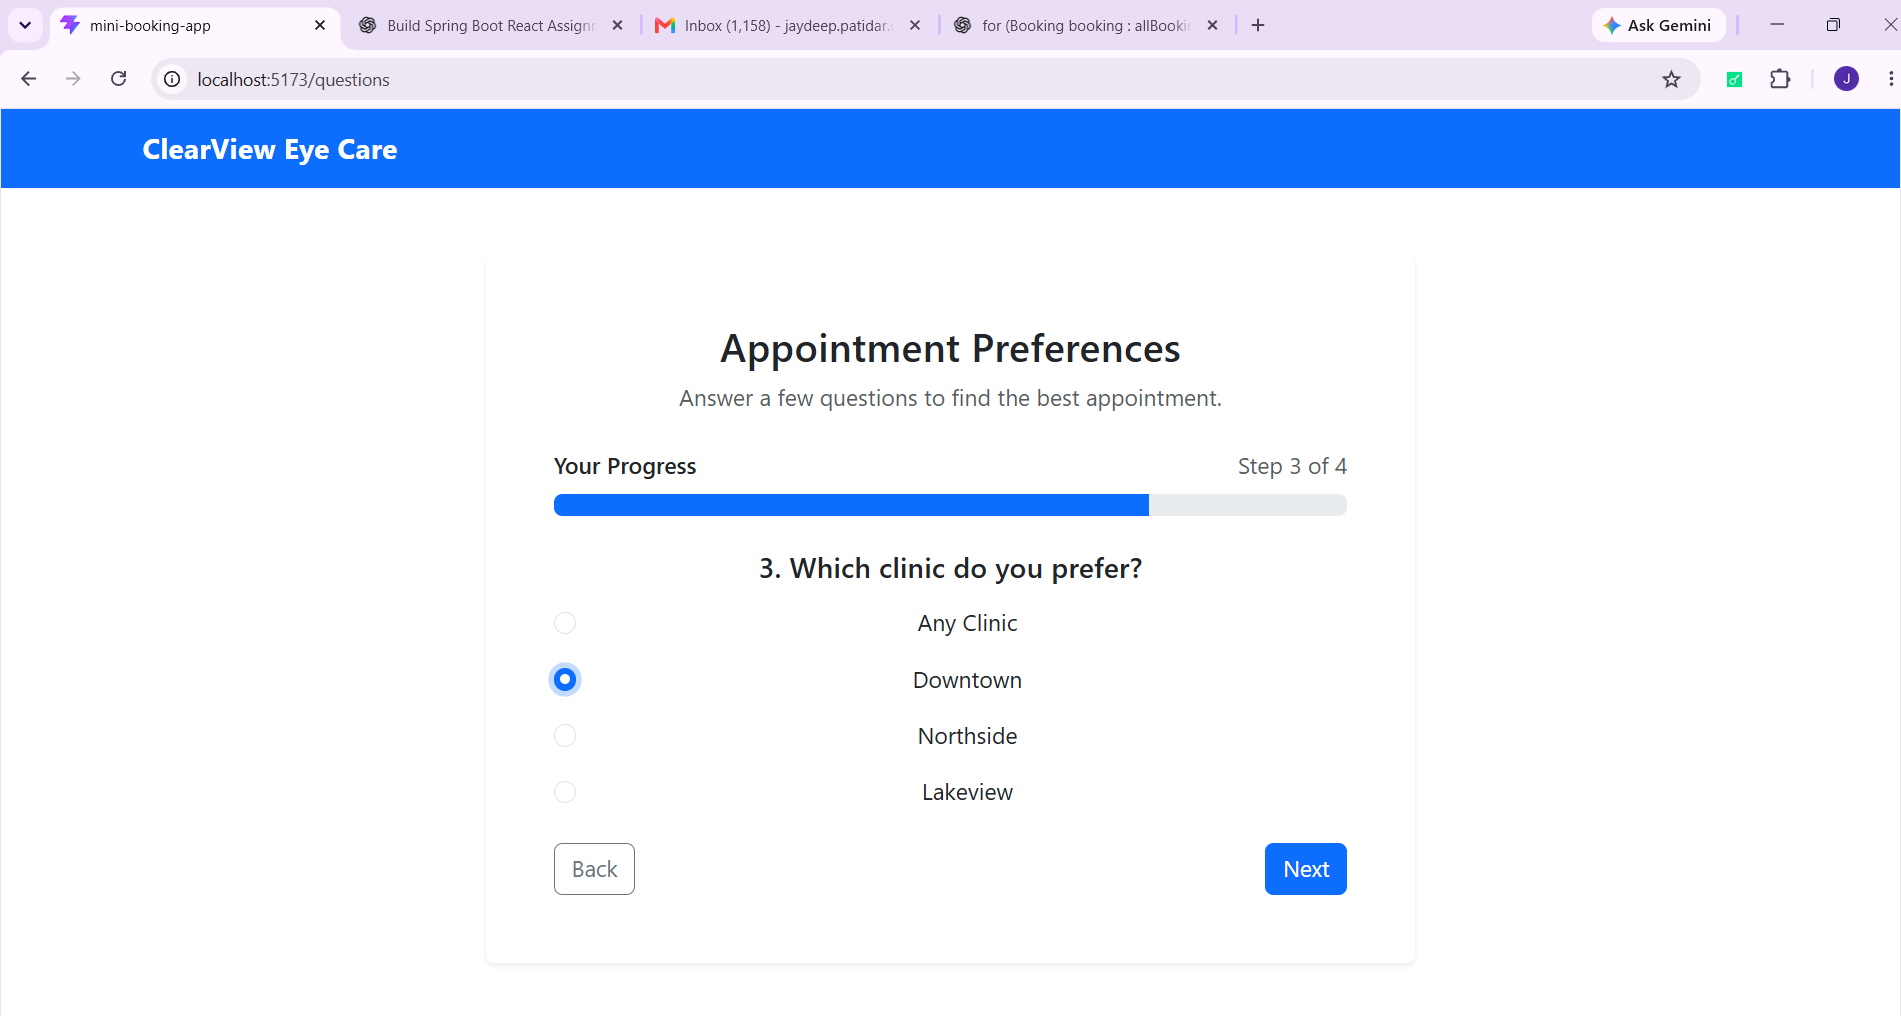 mini-booking-app
Build Spring Boot React Assignm
Inbox (1,158) - jaydeep.patidar.
for (Booking booking : allBookin
Ask Gemini
localhost:5173/questions
J
ClearView Eye Care
Appointment Preferences
Answer a few questions to find the best appointment.
Your Progress
Step 3 of 4
3. Which clinic do you prefer?
Any Clinic
Downtown
Northside
Lakeview
Back
Next